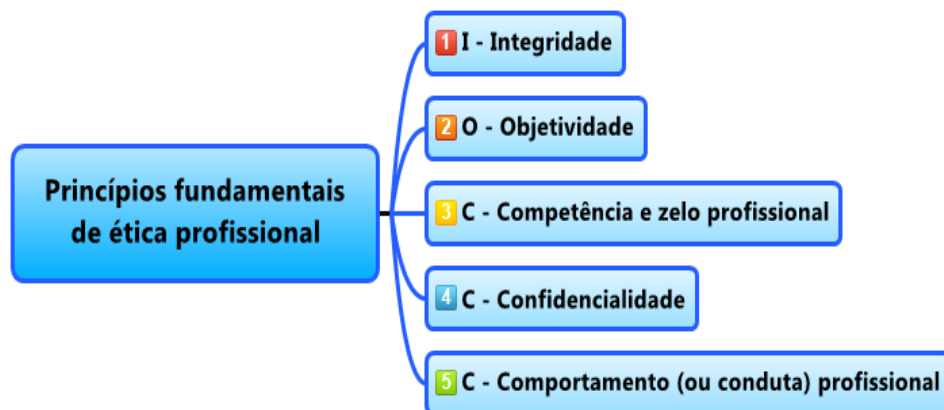 Princípios fundamentais
de ética profissional
1 I - Integridade
2 O - Objetividade
3 C - Competência e zelo profissional
4 C - Confidencialidade
5 C - Comportamento (ou conduta) profissional